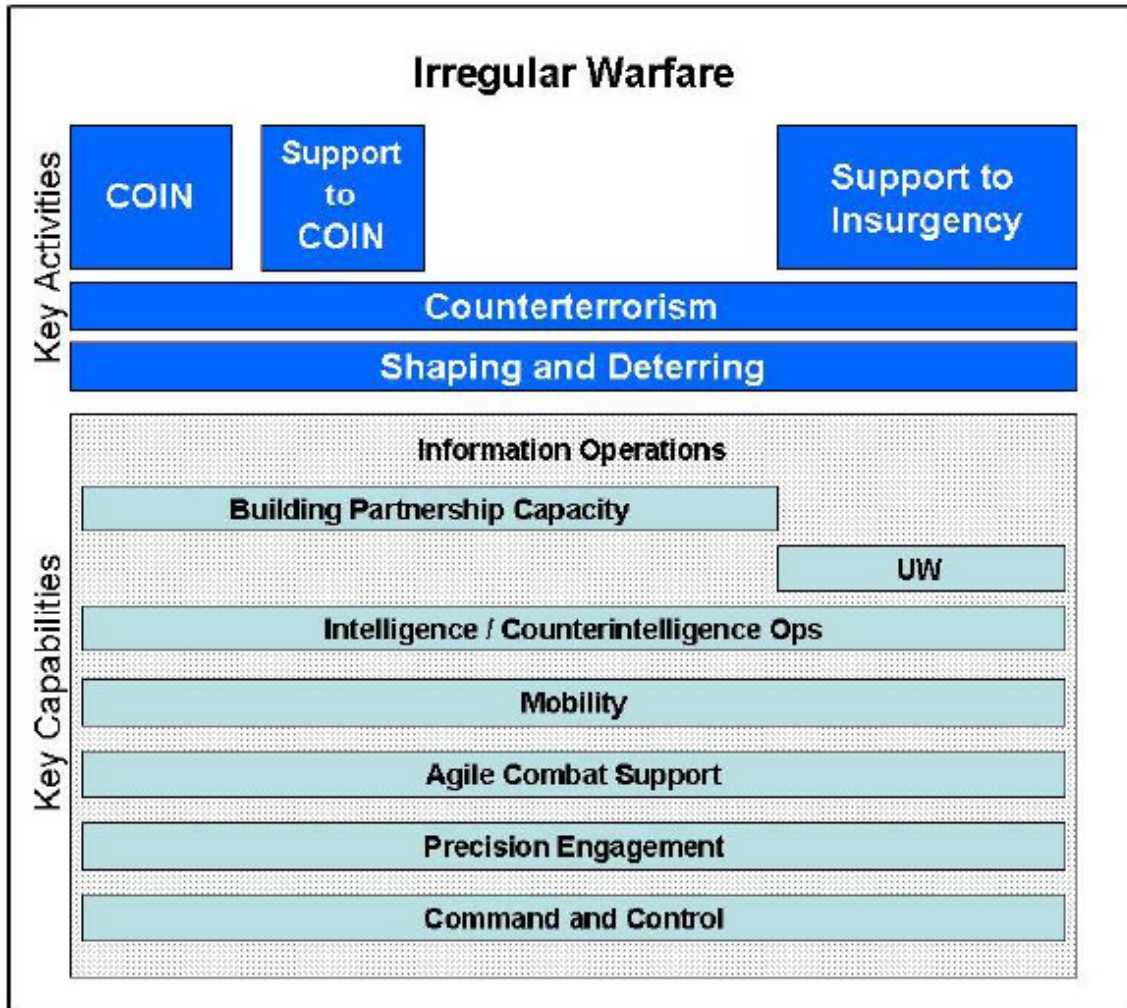 Irregular Warfare
Key Activities
COIN
Support
to
COIN
Support to
Insurgency
Counterterrorism
Shaping and Deterring
Key Capabilities
Information Operations
Building Partnership Capacity
UW
Intelligence / Counterintelligence Ops
Mobility
Agile Combat Support
Precision Engagement
Command and Control